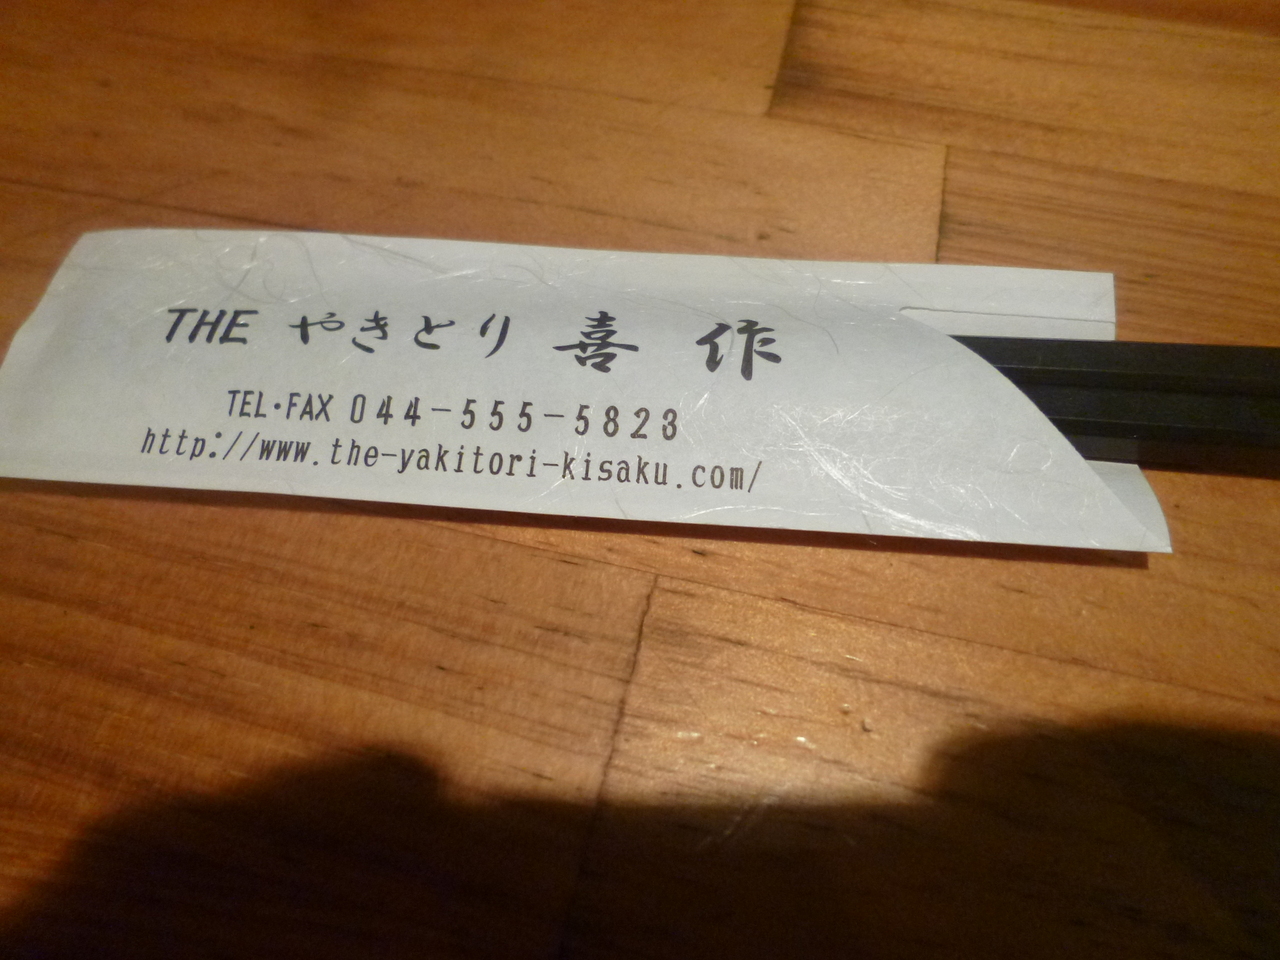 THE やきとり 喜作
TEL・FAX 044-555-5823
http://www.the-yakitori-kisaku.com/